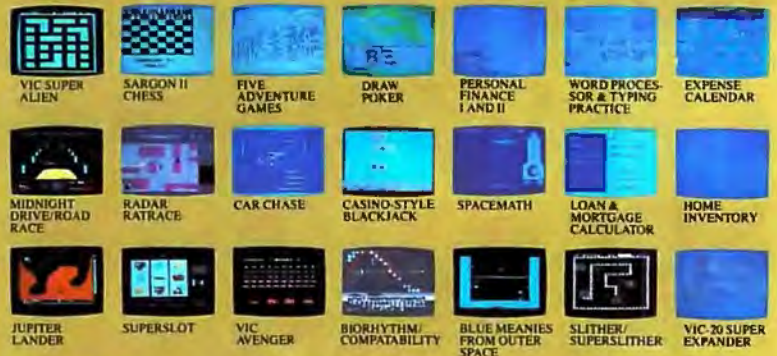 VIC SUPER
ALIEN
SARGON II
CHESS
FIVE
ADVENTURE
GAMES
DRAW
POKER
PERSONAL
FINANCE
I AND II
WORD PROCES-
SOR & TYPING
PRACTICE
EXPENSE
CALENDAR
MIDNIGHT
DRIVE/ROAD
RACE
RADAR
RATRACE
CAR CHASE
CASINO-STYLE
BLACKJACK
SPACEMATH
LOAN &
MORTGAGE
CALCULATOR
HOME
INVENTORY
JUPITER
LANDER
SUPERSLOT
VIC
AVENGER
BIORHYTHM/
COMPATABILITY
BLUE MEANIES
FROM OUTER
SPACE
SLITHER/
SUPERSLITHER
VIC-20 SUPER
EXPANDER